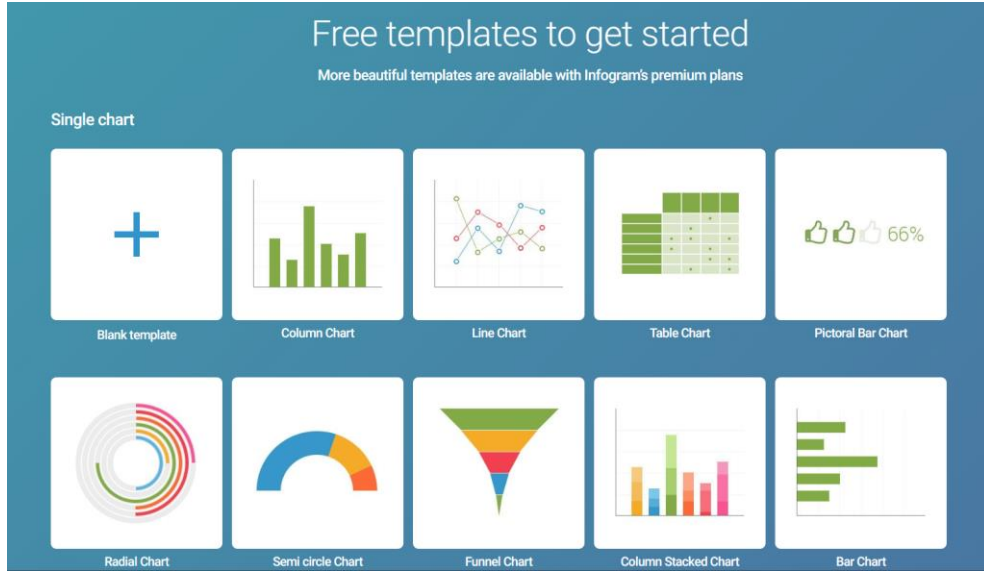 Free templates to get started
More beautiful templates are available with Infogram's premium plans
Single chart
66%
Blank template
Column Chart
Line Chart
Table Chart
Pictoral Bar Chart
Radial Chart
Semi circle Chart
Funnel Chart
Column Stacked Chart
Bar Chart